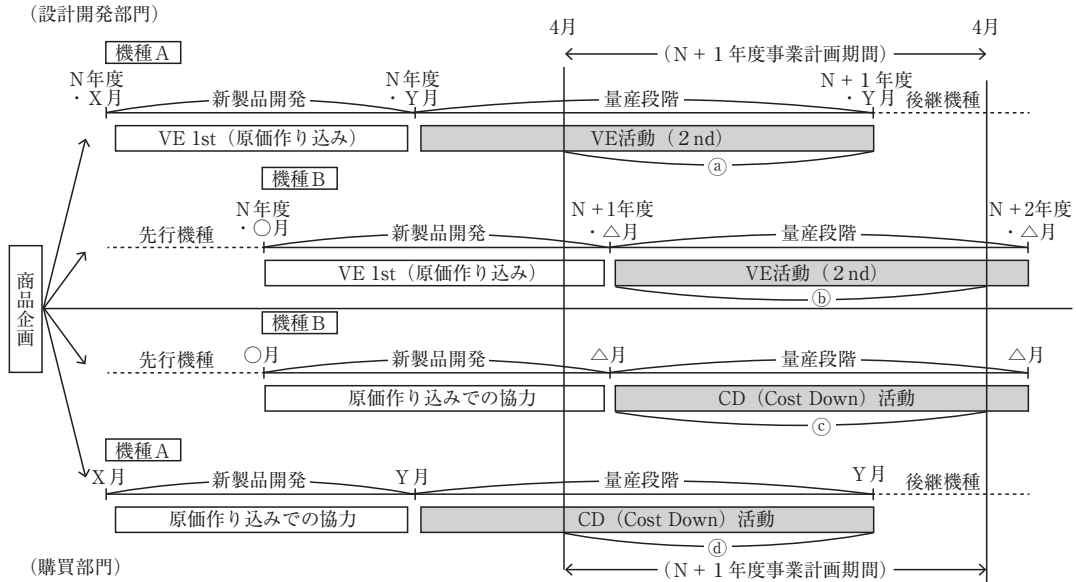 （設計開発部門）
4月
4月
（N + 1 年度事業計画期間）
機種A
N年度
・X月
新製品開発
N年度
・Y月
量産段階
N + 1 年度
・Y月
後継機種
VE 1st（原価作り込み）
VE活動（2nd）
ⓐ
機種B
先行機種
N年度
・○月
新製品開発
N +1年度
・△月
量産段階
N +2年度
・△月
VE 1st（原価作り込み）
VE活動（2nd）
ⓑ
商品企画
機種B
先行機種
○月
新製品開発
△月
量産段階
△月
原価作り込みでの協力
CD（Cost Down）活動
ⓒ
機種A
X月
新製品開発
Y月
量産段階
Y月
後継機種
原価作り込みでの協力
CD（Cost Down）活動
ⓓ
（購買部門）
（N + 1 年度事業計画期間）